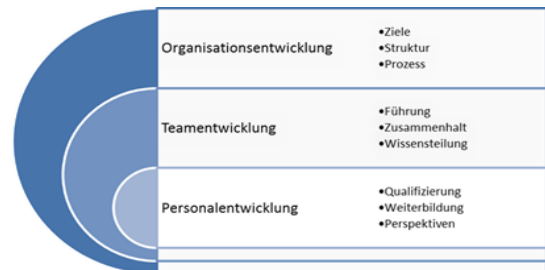 Organisationsentwicklung
•Ziele
•Struktur
•Prozess
Teamentwicklung
•Führung
•Zusammenhalt
•Wissensteilung
Personalentwicklung
•Qualifizierung
•Weiterbildung
•Perspektiven